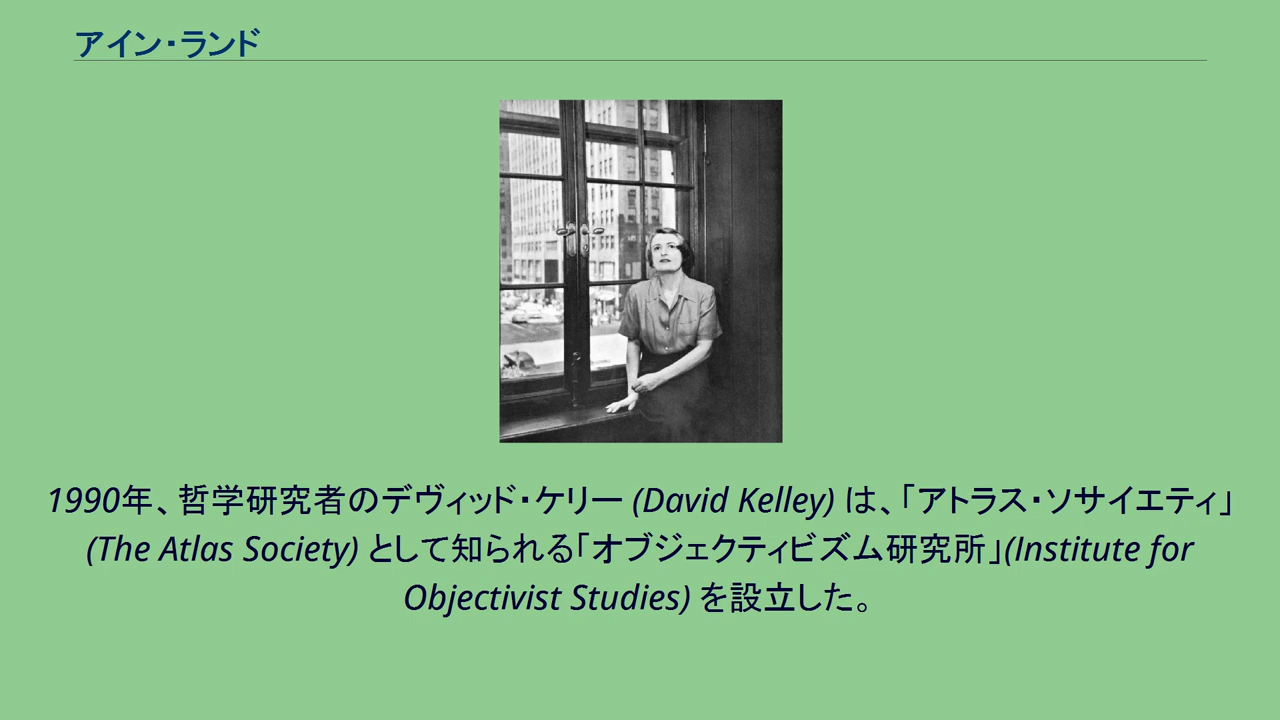 アイン・ランド
1990年、哲学研究者のデヴィッド・ケリー (David Kelley) は、「アトラス・ソサイエティ」
(The Atlas Society) として知られる「オブジェクティビズム研究所」(Institute for
Objectivist Studies) を設立した。